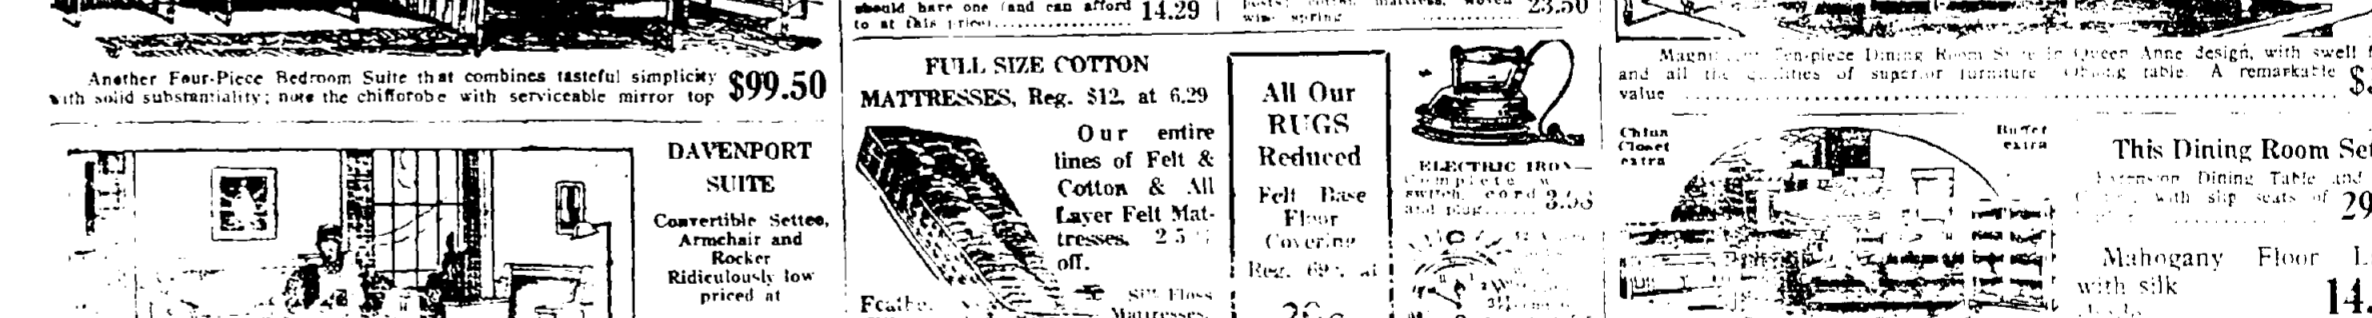 Another Four-Piece Bedroom Suite that combines tasteful simplicity
with solid substantiality; note the chifforobe with serviceable mirror top
$99.50
DAVENPORT
SUITE
Convertible Settee,
Armchair and
Rocker
Ridiculously low
priced at
should have one (and can afford
to at this price)
14.29
23.50
FULL SIZE COTTON
MATTRESSES, Reg. $12, at 6.29
Our entire
lines of Felt &
Cotton & All
Layer Felt Mat-
tresses, 25
off.
Silk Floss
Mattresses,
All Our
RUGS
Reduced
Felt Base
Floor
Covering
Reg. at
ELECTRIC IRON—
Complete
switch, cord
and plug
Ten-piece Dining Room Suite in Queen Anne design, with swell
and all the qualities of superior furniture Oblong table. A remarkable
value
China
Closet
extra
Buffet
extra
This Dining Room Set
Extension Dining Table and
with slip seats of
29
Mahogany Floor
with silk
14.